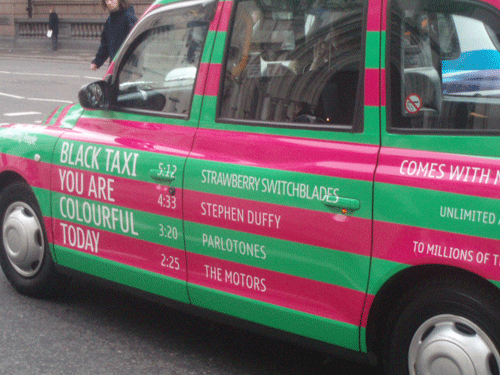 BLACK TAXI 5:12 STRAWBERRY SWITCHBLADES
YOU ARE 4:33 STEPHEN DUFFY
COLOURFUL 3:20 PARLOTONES
TODAY 2:25 THE MOTORS
COMES WITH
UNLIMITED
TO MILLIONS OF